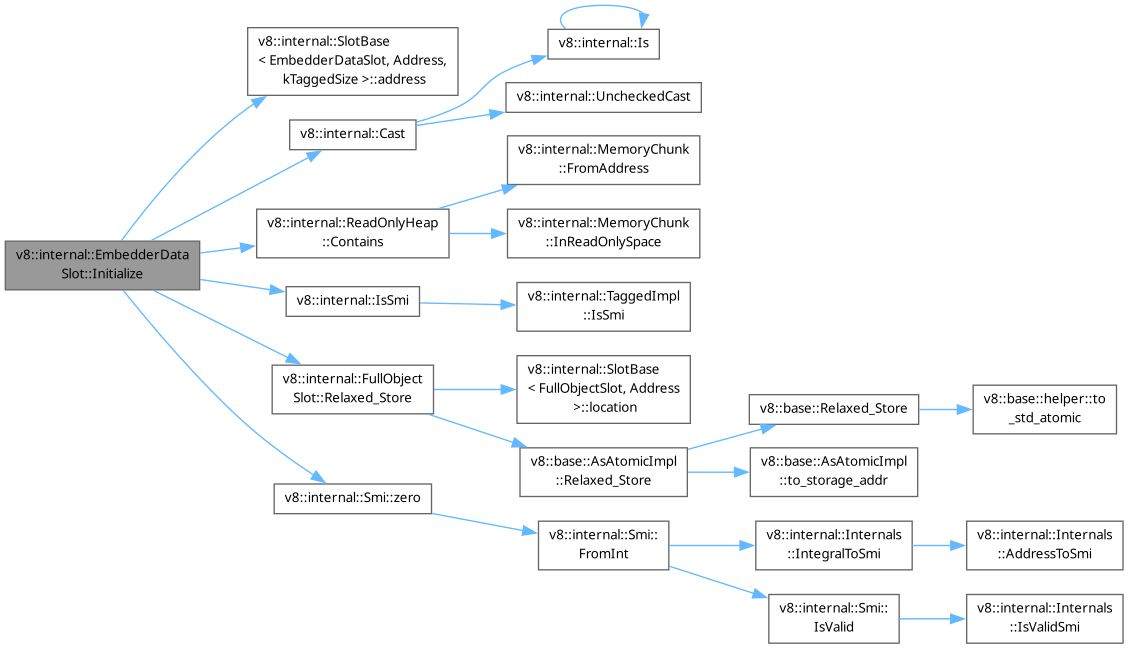 v8::internal::EmbedderData
Slot::Initialize
v8::internal::SlotBase
< EmbedderDataSlot, Address,
kTaggedSize >::address
v8::internal::Cast
v8::internal::Is
v8::internal::UncheckedCast
v8::internal::ReadOnlyHeap
::Contains
v8::internal::MemoryChunk
::FromAddress
v8::internal::MemoryChunk
::InReadOnlySpace
v8::internal::IsSmi
v8::internal::TaggedImpl
::IsSmi
v8::internal::FullObject
Slot::Relaxed_Store
v8::internal::SlotBase
< FullObjectSlot, Address
>::location
v8::base::AsAtomicImpl
::Relaxed_Store
v8::base::Relaxed_Store
v8::base::helper::to
_std_atomic
v8::base::AsAtomicImpl
::to_storage_addr
v8::internal::Smi::zero
v8::internal::Smi::
FromInt
v8::internal::Internals
::IntegralToSmi
v8::internal::Internals
::AddressToSmi
v8::internal::Smi::
IsValid
v8::internal::Internals
::IsValidSmi